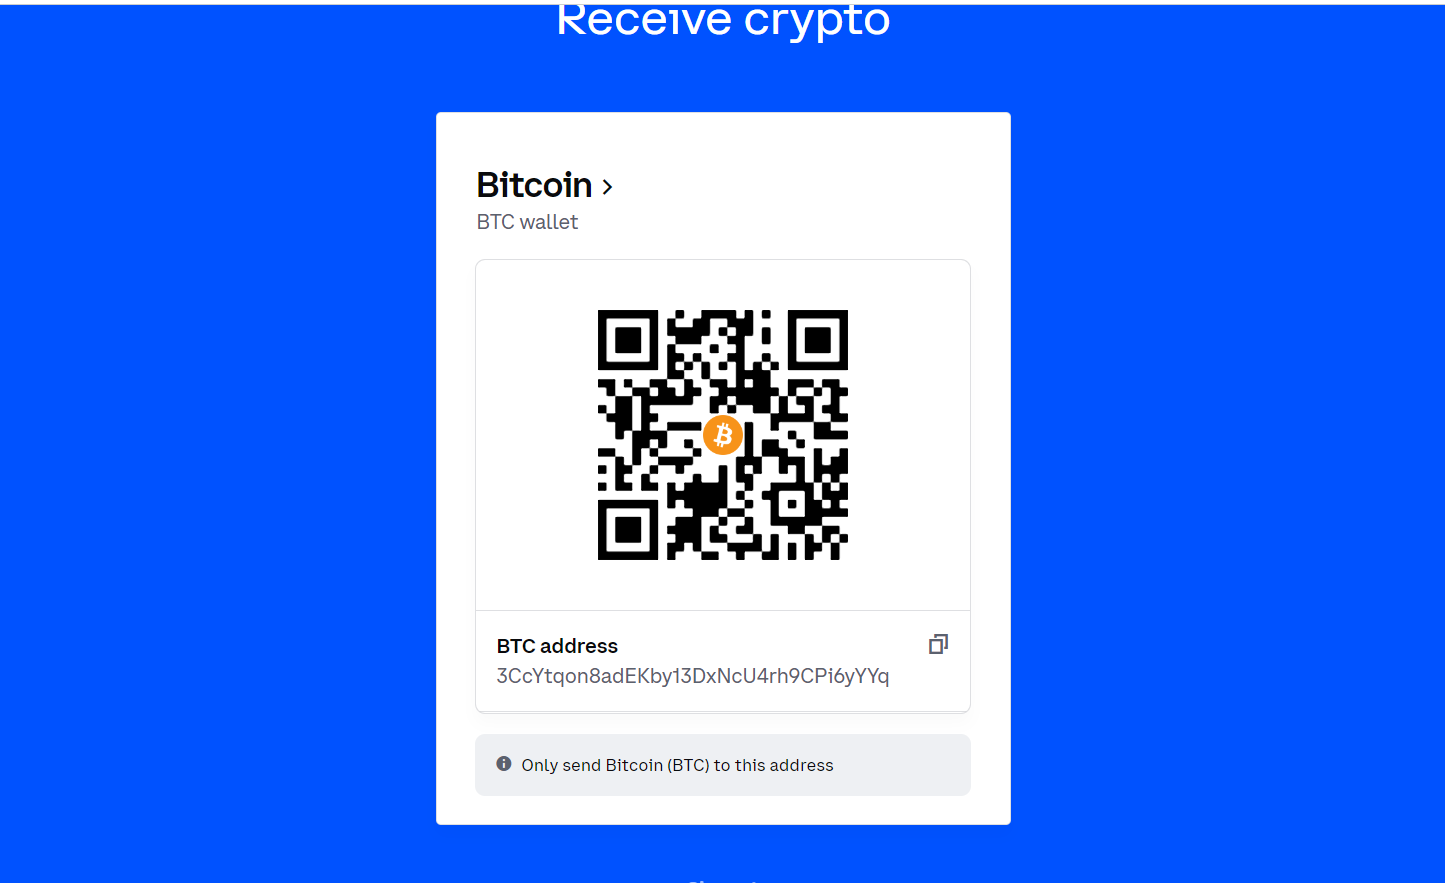 Receive crypto
Bitcoin >
BTC wallet
BTC address
3CcYtqon8adEKby13DxNcU4rh9CPi6yYYq
Only send Bitcoin (BTC) to this address